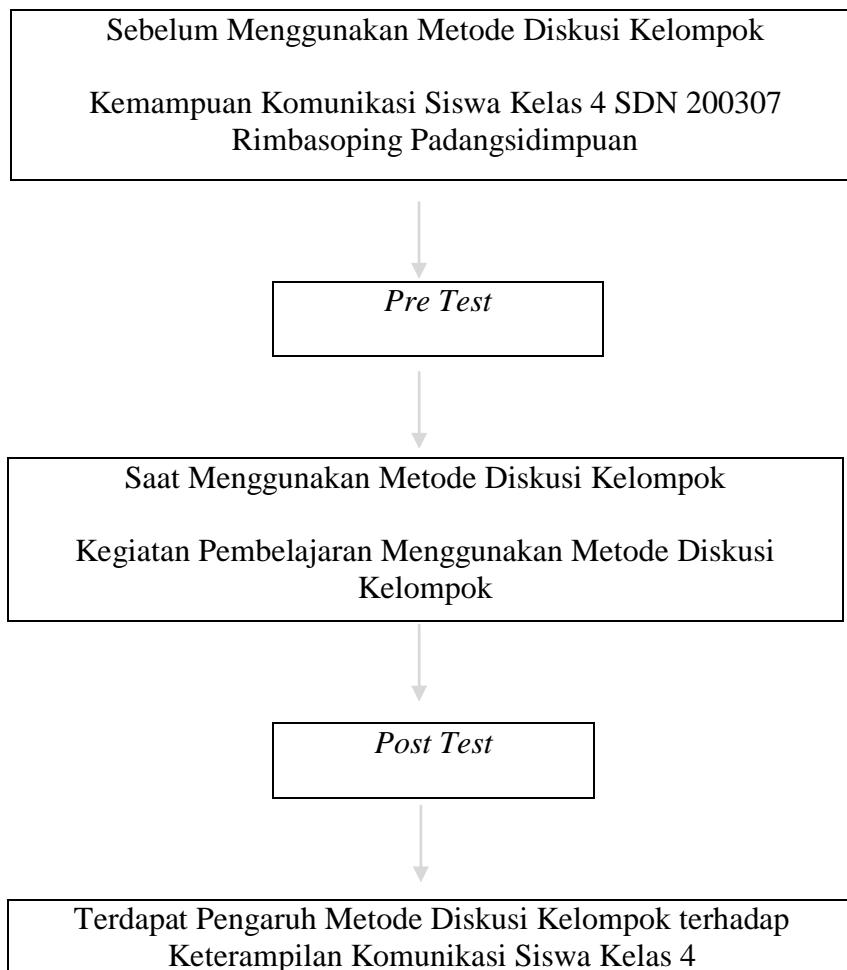 Sebelum Menggunakan Metode Diskusi Kelompok
Kemampuan Komunikasi Siswa Kelas 4 SDN 200307
Rimbasoping Padangsidimpuan
Pre Test
Saat Menggunakan Metode Diskusi Kelompok
Kegiatan Pembelajaran Menggunakan Metode Diskusi
Kelompok
Post Test
Terdapat Pengaruh Metode Diskusi Kelompok terhadap
Keterampilan Komunikasi Siswa Kelas 4